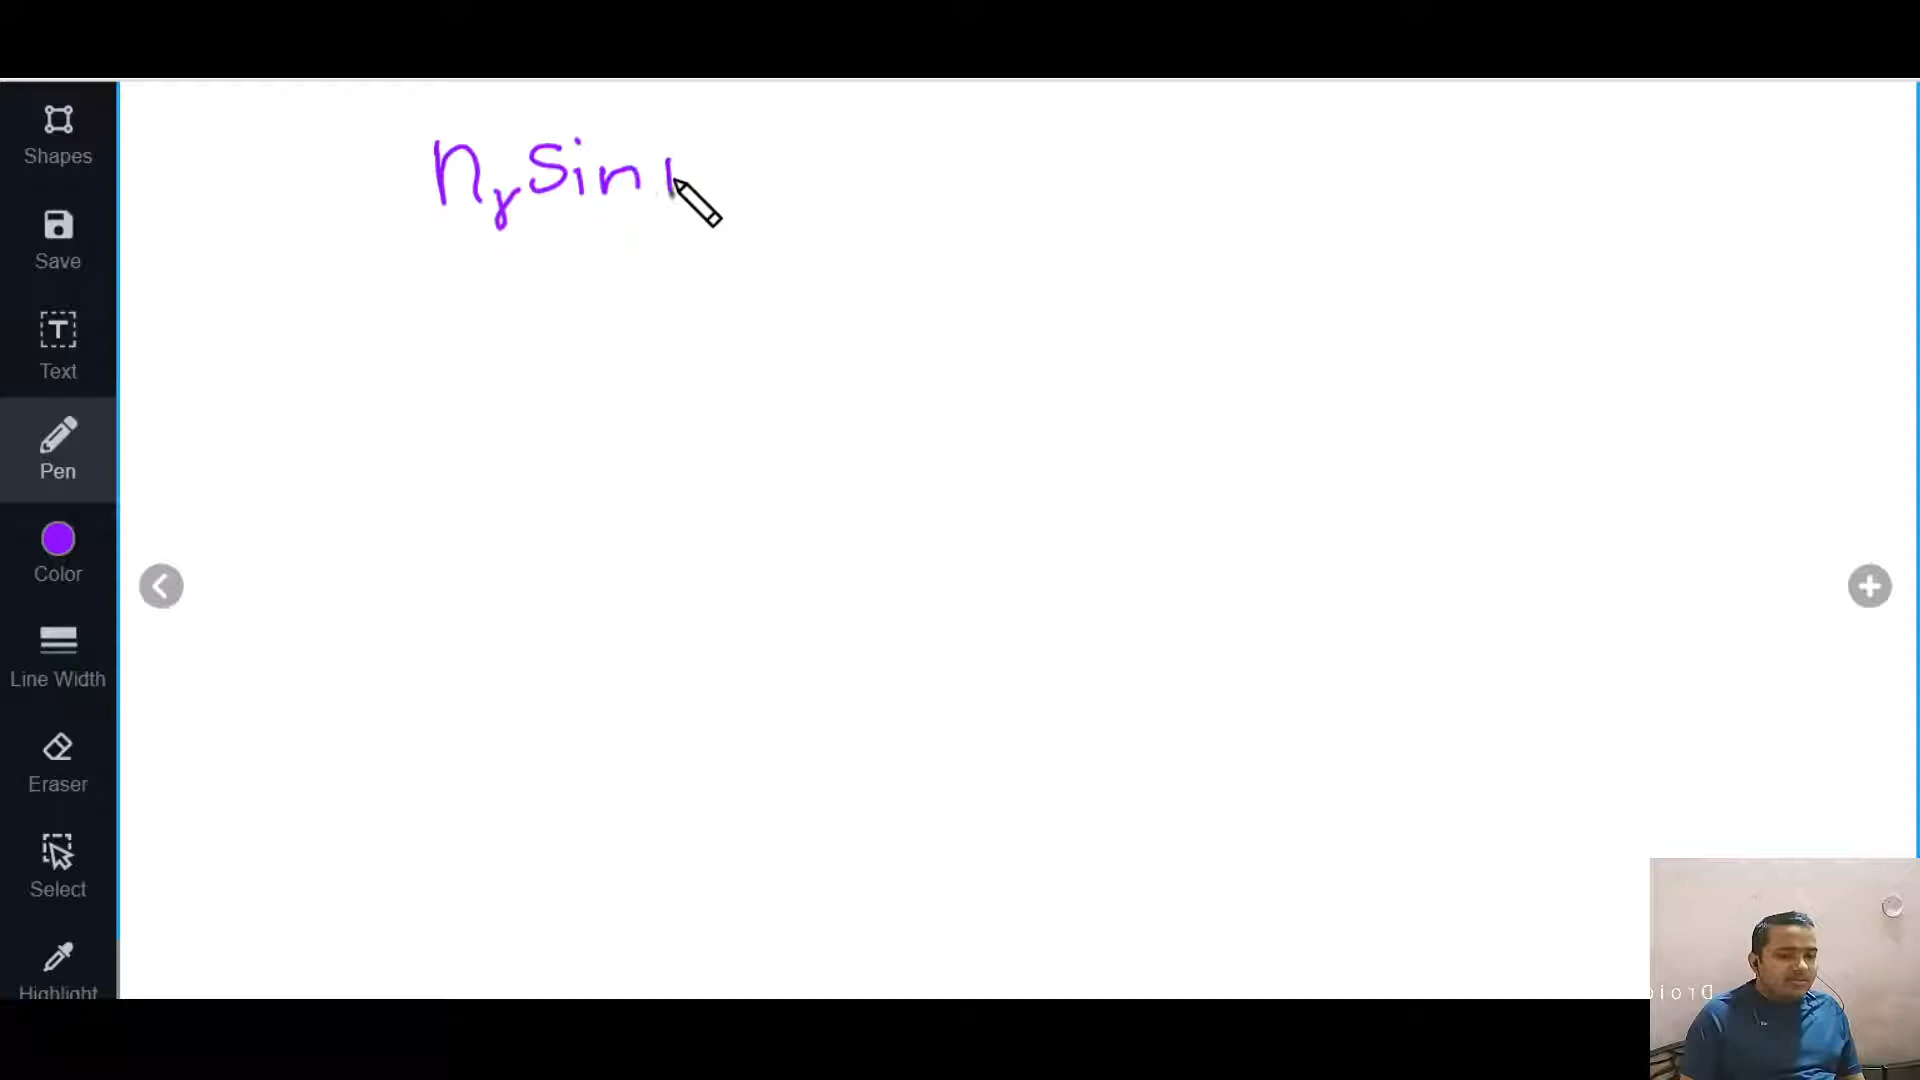 Shapes
Save
Text
Pen
Color
Line Width
Eraser
Select
Highlight
nᵣ sin